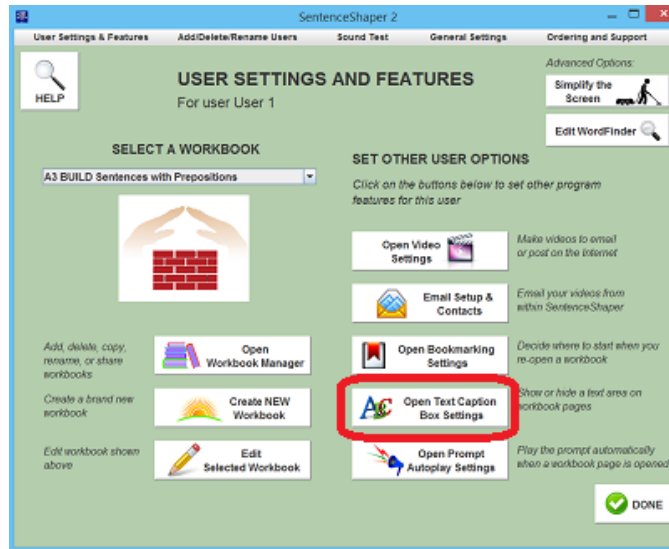 SentenceShaper 2
User Settings & Features
Add/Delete/Rename Users
Sound Test
General Settings
Ordering and Support
HELP
USER SETTINGS AND FEATURES
For user User 1
Advanced Options:
Simplify the
Screen
Edit WordFinder
SELECT A WORKBOOK
A3 BUILD Sentences with Prepositions
Add, delete, copy,
rename, or share
workbooks
Open
Workbook Manager
Create a brand new
workbook
Create NEW
Workbook
Edit workbook shown
above
Edit
Selected Workbook
SET OTHER USER OPTIONS
Click on the buttons below to set other program
features for this user
Open Video
Settings
Make videos to email
or post on the internet
Email Setup &
Contacts
Email your videos from
within SentenceShaper
Open Bookmarking
Settings
Decide where to start when you
re-open a workbook
ABC
Open Text Caption
Box Settings
Show or hide a text area on
workbook pages
Open Prompt
Autoplay Settings
Play the prompt automatically
when a workbook page is opened
DONE